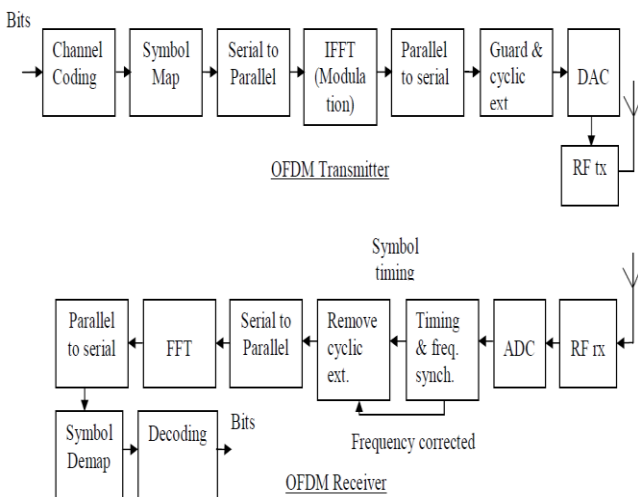 Bits
Channel
Coding
Symbol
Map
Serial to
Parallel
IFFT
(Modula
tion)
Parallel
to serial
Guard &
cyclic
ext
DAC
RF tx
OFDM Transmitter
Symbol
timing
Parallel
to serial
FFT
Serial to
Parallel
Remove
cyclic
ext.
Timing
& freq.
synch.
ADC
RF rx
Symbol
Demap
Decoding
Bits
Frequency corrected
OFDM Receiver